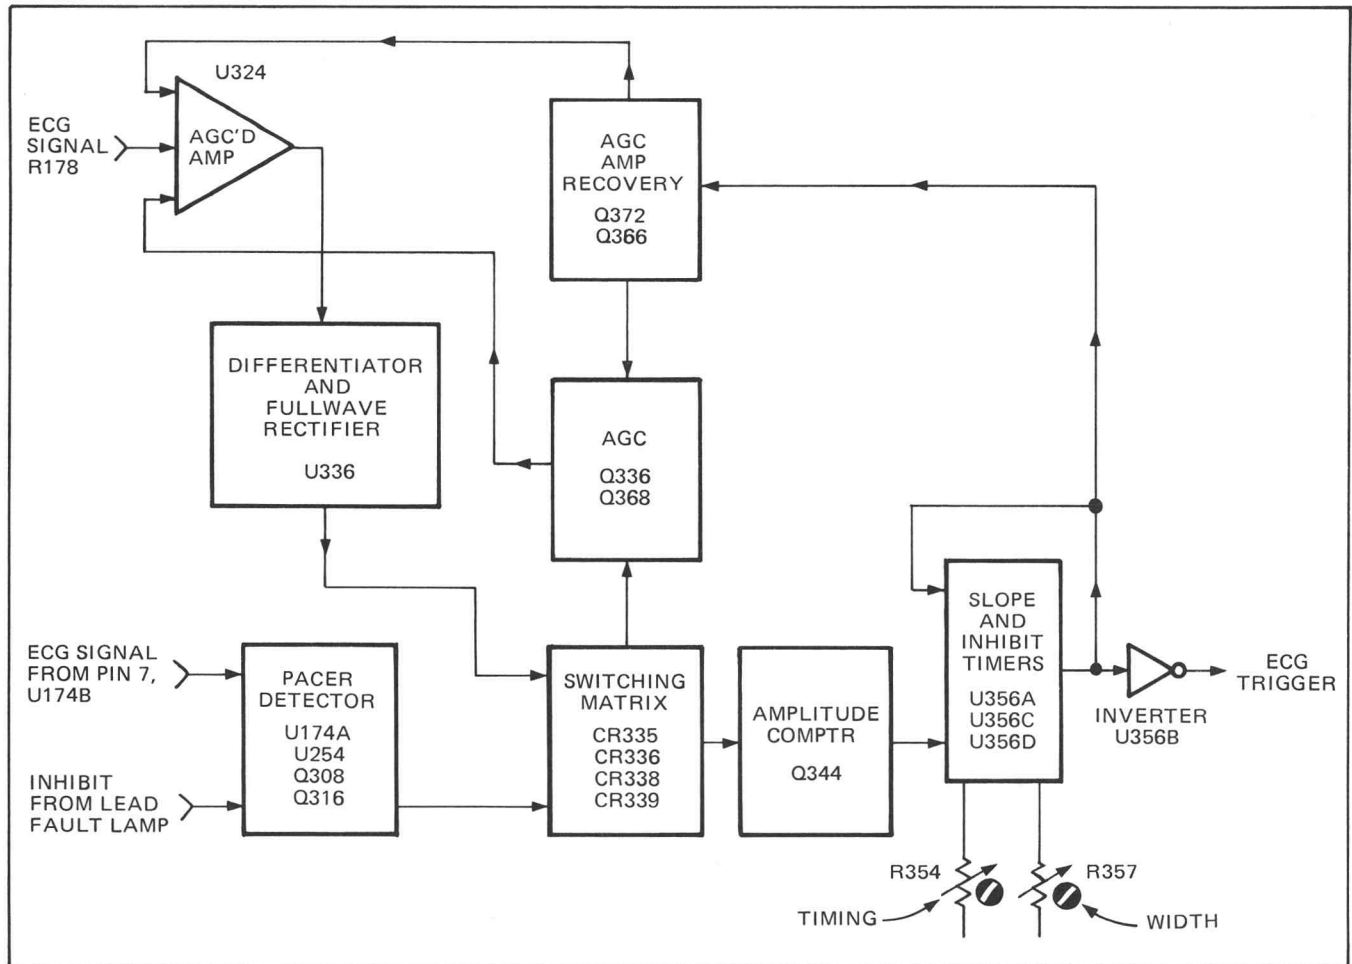 U324
ECG
SIGNAL
R178
AGC'D
AMP
AGC
AMP
RECOVERY
Q372
Q366
DIFFERENTIATOR
AND
FULLWAVE
RECTIFIER
U336
AGC
Q336
Q368
ECG SIGNAL
FROM PIN 7,
U174B
INHIBIT
FROM LEAD
FAULT LAMP
PACER
DETECTOR
U174A
U254
Q308
Q316
SWITCHING
MATRIX
CR335
CR336
CR338
CR339
AMPLITUDE
COMPTR
Q344
SLOPE
AND
INHIBIT
TIMERS
U356A
U356C
U356D
INVERTER
U356B
ECG
TRIGGER
R354
R357
TIMING
WIDTH